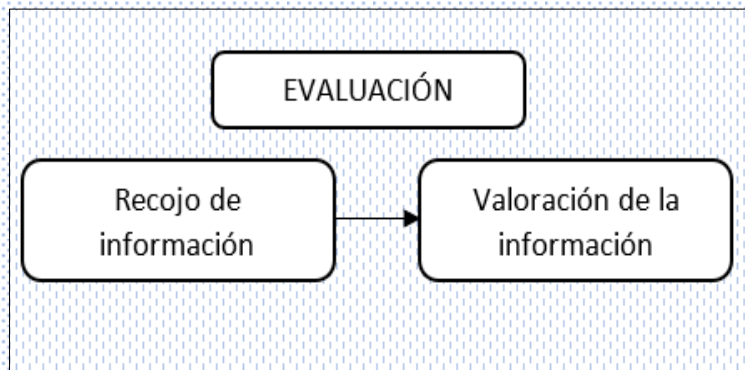 EVALUACIÓN
Recojo de
información
Valoración de la
información